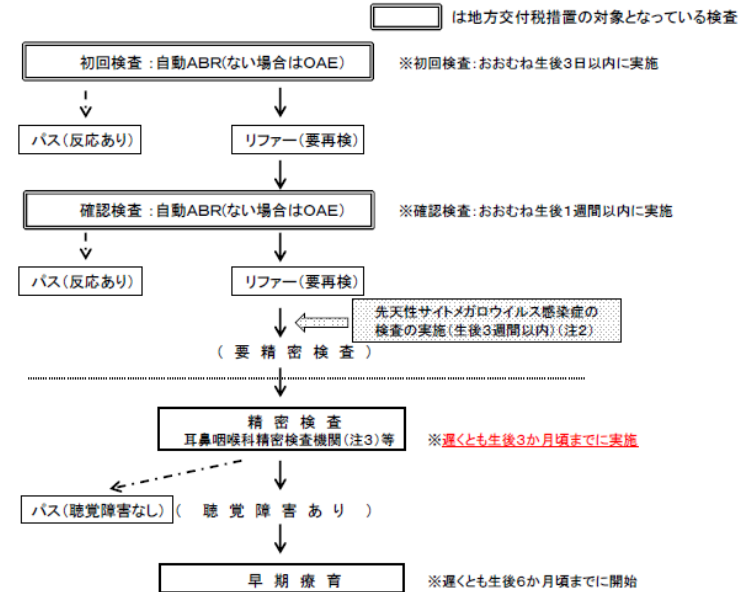 は地方交付税措置の対象となっている検査
初回検査：自動ABR(ない場合はOAE)
※初回検査：おおむね生後3日以内に実施
パス(反応あり)
リファー(要再検)
確認検査：自動ABR(ない場合はOAE)
※確認検査：おおむね生後1週間以内に実施
パス(反応あり)
リファー(要再検)
先天性サイトメガロウイルス感染症の
検査の実施(生後3週間以内)(注2)
(要精密検査)
精密検査
耳鼻咽喉科精密検査機関(注3)等
※遅くとも生後3か月頃までに実施
パス(聴覚障害なし)
(聴覚障害あり)
早期療育
※遅くとも生後6か月頃までに開始